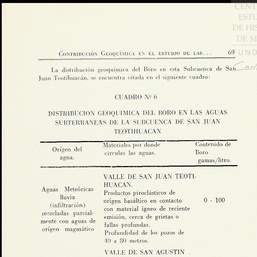 CONTRIBUCIÓN GEOQUÍMICA EN EL ESTUDIO DE LAS... 69
La distribución geoquímica del Boro en esta Subcuenca de San
Juan Teotihuacán, se encuentra citada en el siguiente cuadro:
CUADRO Nº 6
DISTRIBUCION GEOQUIMICA DEL BORO EN LAS AGUAS
SUBTERRANEAS DE LA SUBCUENCA DE SAN JUAN
TEOTIHUACAN
Origen del
agua.
Materiales por donde
circulas las aguas.
Contenido de
Boro
gamas/litro.
Aguas Meteóricas
lluvia
(infiltración)
mezcladas parcial-
mente con aguas de
origen magmático
VALLE DE SAN JUAN TEOTI-
HUACAN.
Productos piroclásticos de
origen basáltico en contacto
con material igneo de reciente
emisión, cerca de grietas o
fallas profundas.
Profundidad de los pozos de
49 a 80 metros.
0 - 100
VALLE DE SAN AGUSTIN